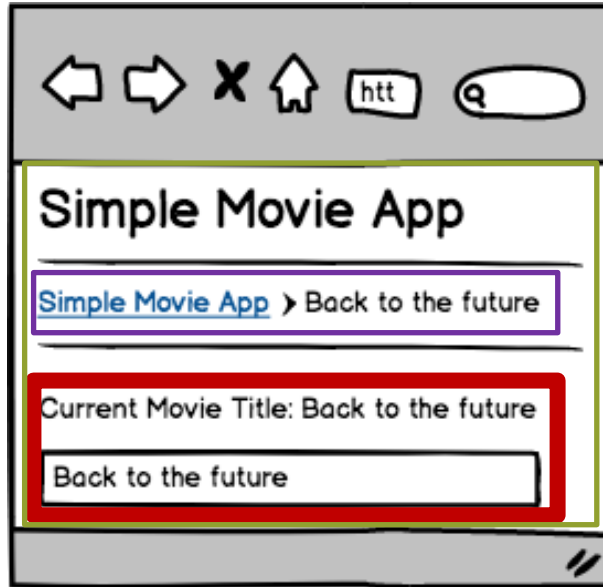 htt
Simple Movie App
Simple Movie App > Back to the future
Current Movie Title: Back to the future
Back to the future